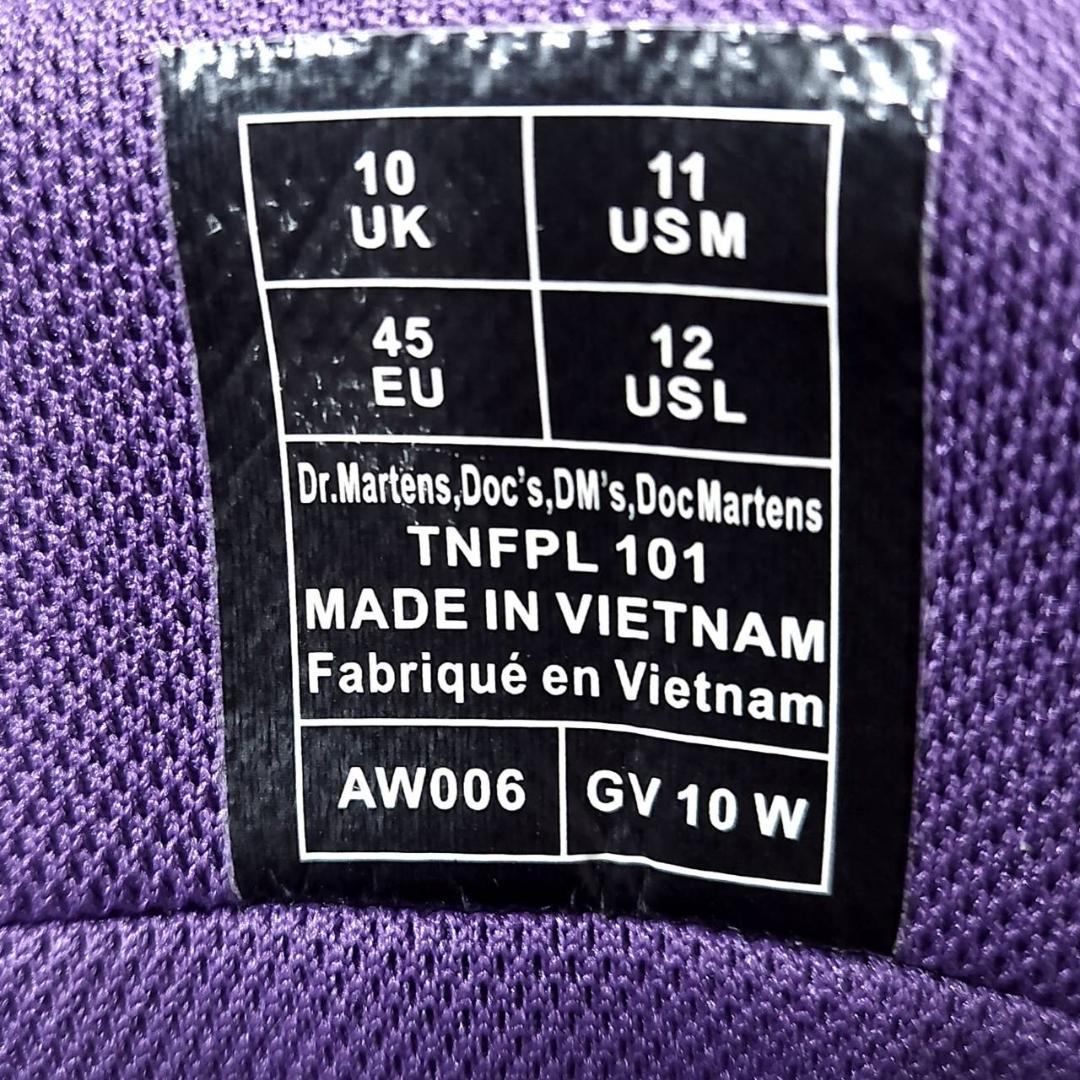 10
UK
11
USM
45
EU
12
USL
Dr.Martens,Doc's,DM's,DocMartens
TNFPL 101
MADE IN VIETNAM
Fabriqué en Vietnam
AW006
GV 10 W